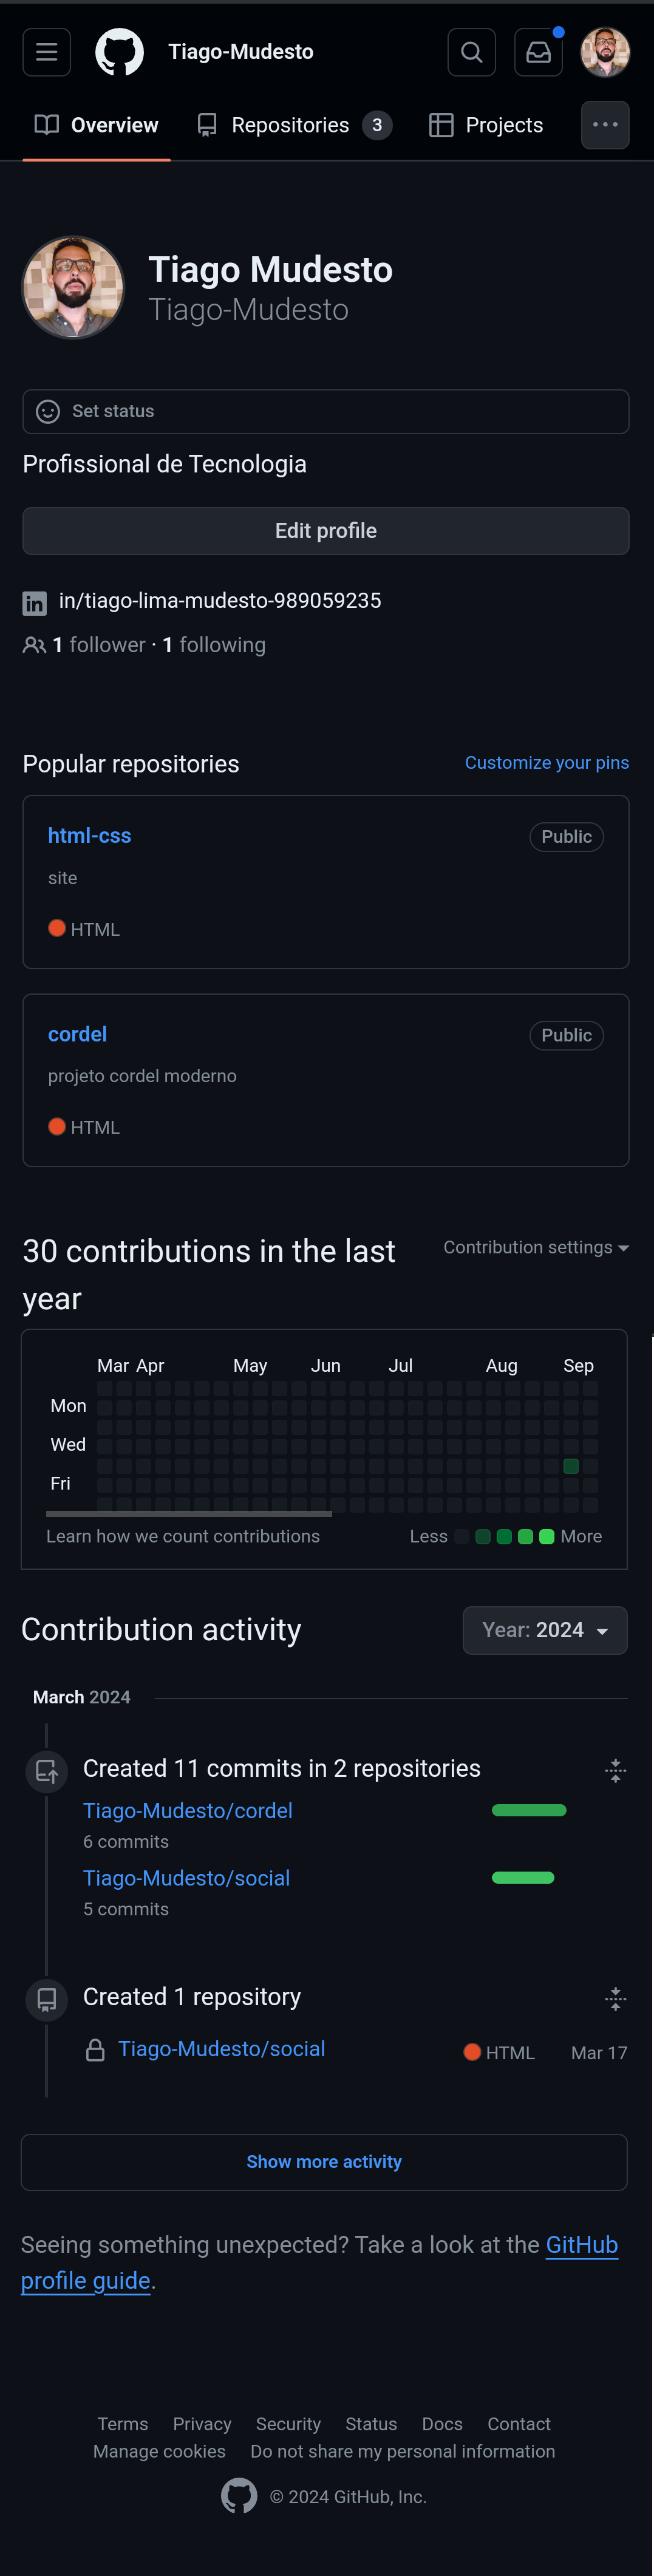 Tiago-Mudesto
Overview Repositories 3 Projects
Tiago Mudesto
Tiago-Mudesto
Set status
Profissional de Tecnologia
Edit profile
in/tiago-lima-mudesto-989059235
1 follower · 1 following
Popular repositories Customize your pins
html-css Public
site
HTML
cordel Public
projeto cordel moderno
HTML
30 contributions in the last Contribution settings
year
Mar Apr May Jun Jul Aug Sep
Mon
Wed
Fri
Learn how we count contributions Less More
Contribution activity Year: 2024
March 2024
Created 11 commits in 2 repositories
Tiago-Mudesto/cordel
6 commits
Tiago-Mudesto/social
5 commits
Created 1 repository
Tiago-Mudesto/social HTML Mar 17
Show more activity
Seeing something unexpected? Take a look at the GitHub
profile guide.
Terms Privacy Security Status Docs Contact
Manage cookies Do not share my personal information
© 2024 GitHub, Inc.